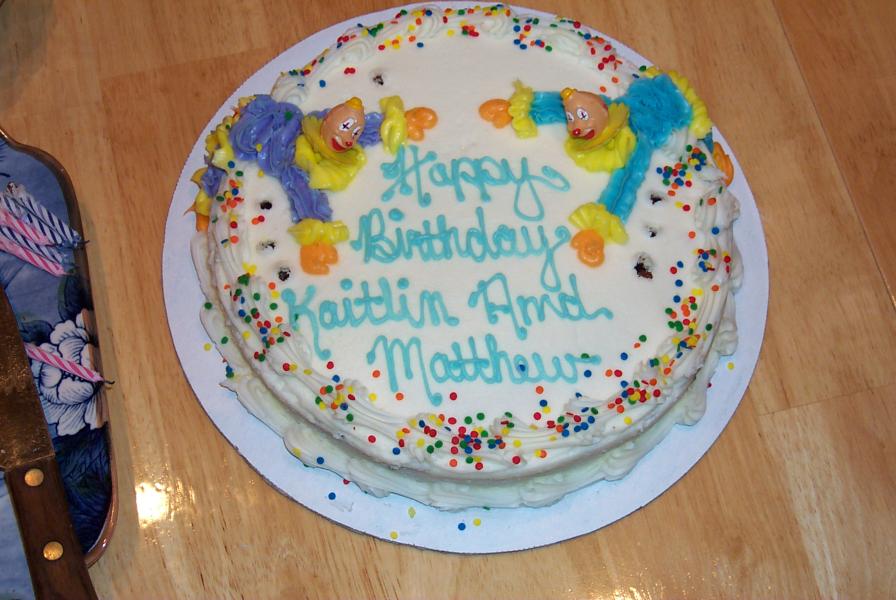 Happy
Birthday
Kaitlin And
Matthew